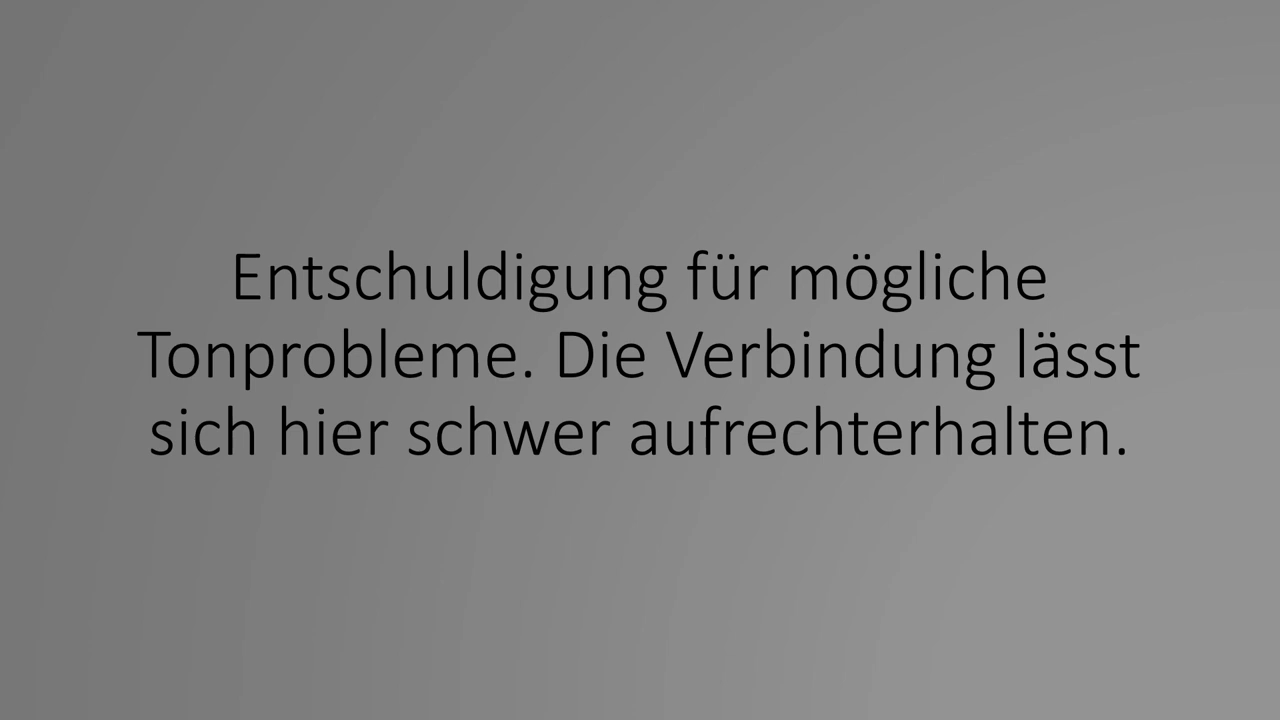 Entschuldigung für mögliche
Tonprobleme. Die Verbindung lässt
sich hier schwer aufrechterhalten.